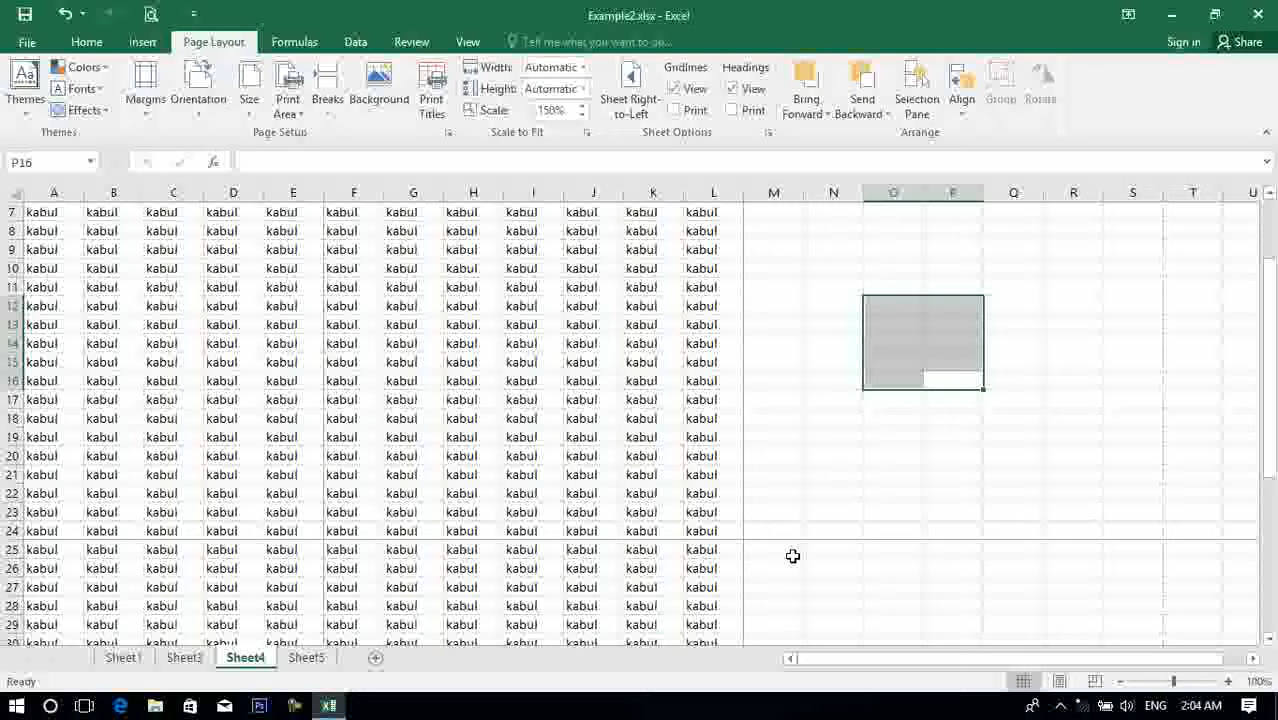 Example2.xlsx - Excel
File Home Insert Page Layout Formulas Data Review View Tell me what you want to do... Sign in Share
Themes Colors Fonts Effects Margins Orientation Size Print Area Breaks Background Print Titles Width: Automatic Height: Automatic Scale: 150% Sheet Right-to-Left Gridlines View Print Headings View Print Bring Forward Send Backward Selection Pane Align Group Rotate
Themes Page Setup Scale to Fit Sheet Options Arrange
P16 fx
A B C D E F G H I J K L M N O P Q R S T U
7 kabul kabul kabul kabul kabul kabul kabul kabul kabul kabul kabul kabul
8 kabul kabul kabul kabul kabul kabul kabul kabul kabul kabul kabul kabul
9 kabul kabul kabul kabul kabul kabul kabul kabul kabul kabul kabul kabul
10 kabul kabul kabul kabul kabul kabul kabul kabul kabul kabul kabul kabul
11 kabul kabul kabul kabul kabul kabul kabul kabul kabul kabul kabul kabul
12 kabul kabul kabul kabul kabul kabul kabul kabul kabul kabul kabul kabul
13 kabul kabul kabul kabul kabul kabul kabul kabul kabul kabul kabul kabul
14 kabul kabul kabul kabul kabul kabul kabul kabul kabul kabul kabul kabul
15 kabul kabul kabul kabul kabul kabul kabul kabul kabul kabul kabul kabul
16 kabul kabul kabul kabul kabul kabul kabul kabul kabul kabul kabul kabul
17 kabul kabul kabul kabul kabul kabul kabul kabul kabul kabul kabul kabul
18 kabul kabul kabul kabul kabul kabul kabul kabul kabul kabul kabul kabul
19 kabul kabul kabul kabul kabul kabul kabul kabul kabul kabul kabul kabul
20 kabul kabul kabul kabul kabul kabul kabul kabul kabul kabul kabul kabul
21 kabul kabul kabul kabul kabul kabul kabul kabul kabul kabul kabul kabul
22 kabul kabul kabul kabul kabul kabul kabul kabul kabul kabul kabul kabul
23 kabul kabul kabul kabul kabul kabul kabul kabul kabul kabul kabul kabul
24 kabul kabul kabul kabul kabul kabul kabul kabul kabul kabul kabul kabul
25 kabul kabul kabul kabul kabul kabul kabul kabul kabul kabul kabul kabul
26 kabul kabul kabul kabul kabul kabul kabul kabul kabul kabul kabul kabul
27 kabul kabul kabul kabul kabul kabul kabul kabul kabul kabul kabul kabul
28 kabul kabul kabul kabul kabul kabul kabul kabul kabul kabul kabul kabul
29 kabul kabul kabul kabul kabul kabul kabul kabul kabul kabul kabul kabul
30 kabul kabul kabul kabul kabul kabul kabul kabul kabul kabul kabul kabul
Sheet1 Sheet3 Sheet4 Sheet5
Ready 100%
ENG 2:04 AM